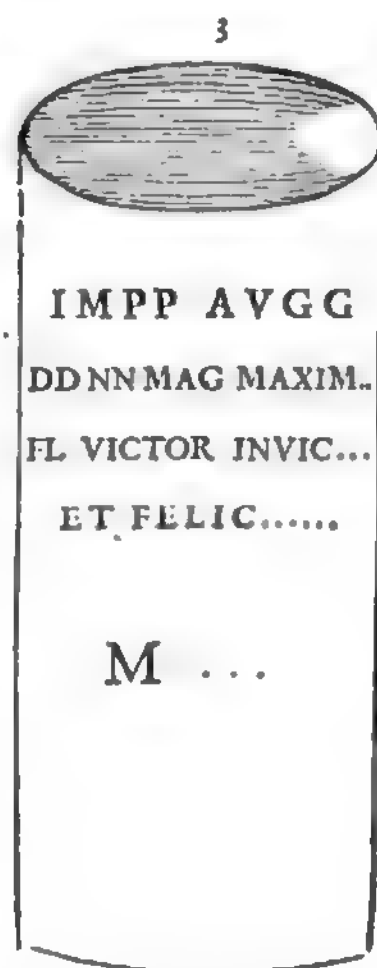 3
IMPP AVGG
DD NN MAG MAXIM..
FL VICTOR INVIC...
ET FELIC......
M ...